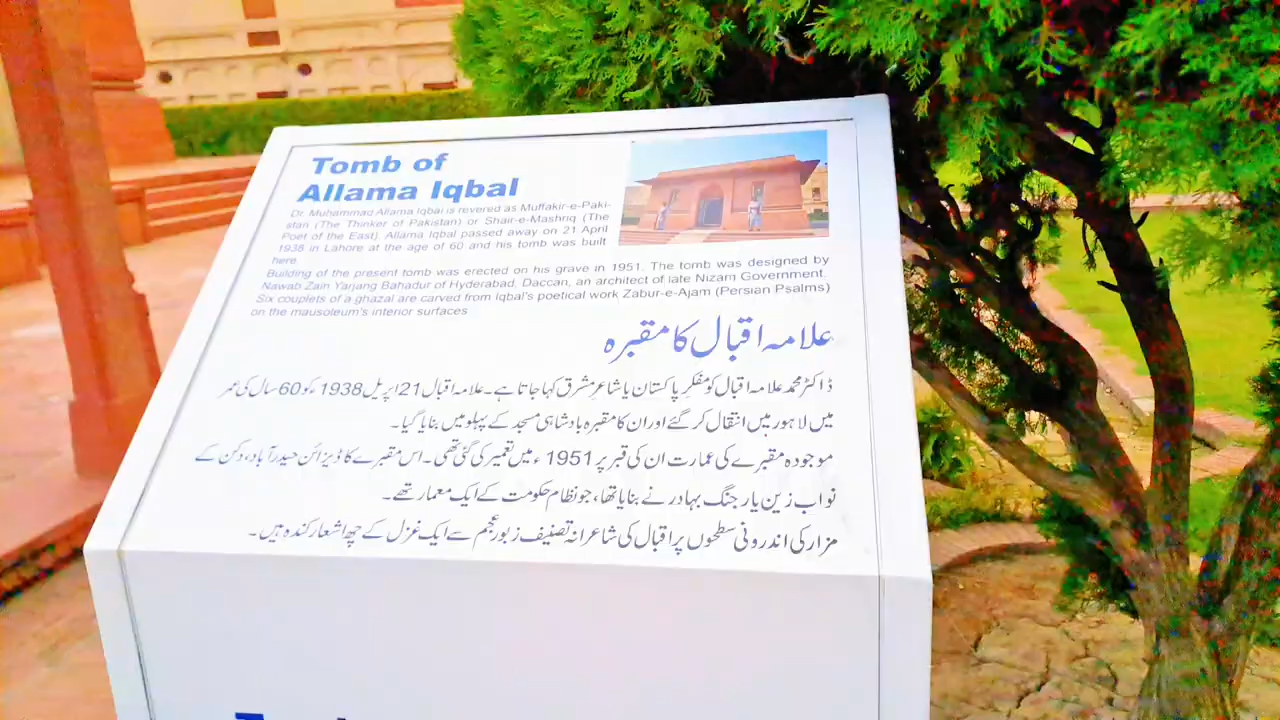 Tomb of
Allama Iqbal
Dr. Muhammad Allama Iqbal is revered as Muffakir-e-Paki-
stan (The Thinker of Pakistan) or Shair-e-Mashriq (The
Poet of the East). Allama Iqbal passed away on 21 April
1938 in Lahore at the age of 60 and his tomb was built
here.
Building of the present tomb was erected on his grave in 1951. The tomb was designed by
Nawab Zain Yarjang Bahadur of Hyderabad, Daccan, an architect of late Nizam Government.
Six couplets of a ghazal are carved from Iqbal's poetical work Zabur-e-Ajam (Persian Psalms)
on the mausoleum's interior surfaces
علامہ اقبال کا مقبرہ
ڈاکٹر محمد علامہ اقبال کو مفکرِ پاکستان یا شاعرِ مشرق کہا جاتا ہے۔ علامہ اقبال 21 اپریل 1938ء کو 60 سال کی عمر
میں لاہور میں انتقال کر گئے اور ان کا مقبرہ بادشاہی مسجد کے پہلو میں بنایا گیا۔
موجودہ مقبرے کی عمارت ان کی قبر پر 1951ء میں تعمیر کی گئی تھی۔ اس مقبرے کا ڈیزائن حیدرآباد، دکن کے
نواب زین یار جنگ بہادر نے بنایا تھا، جو نظام حکومت کے ایک معمار تھے۔
مزار کی اندرونی سطحوں پر اقبال کی شاعرانہ تصنیف زبور عجم سے ایک غزل کے چھ اشعار کندہ ہیں۔